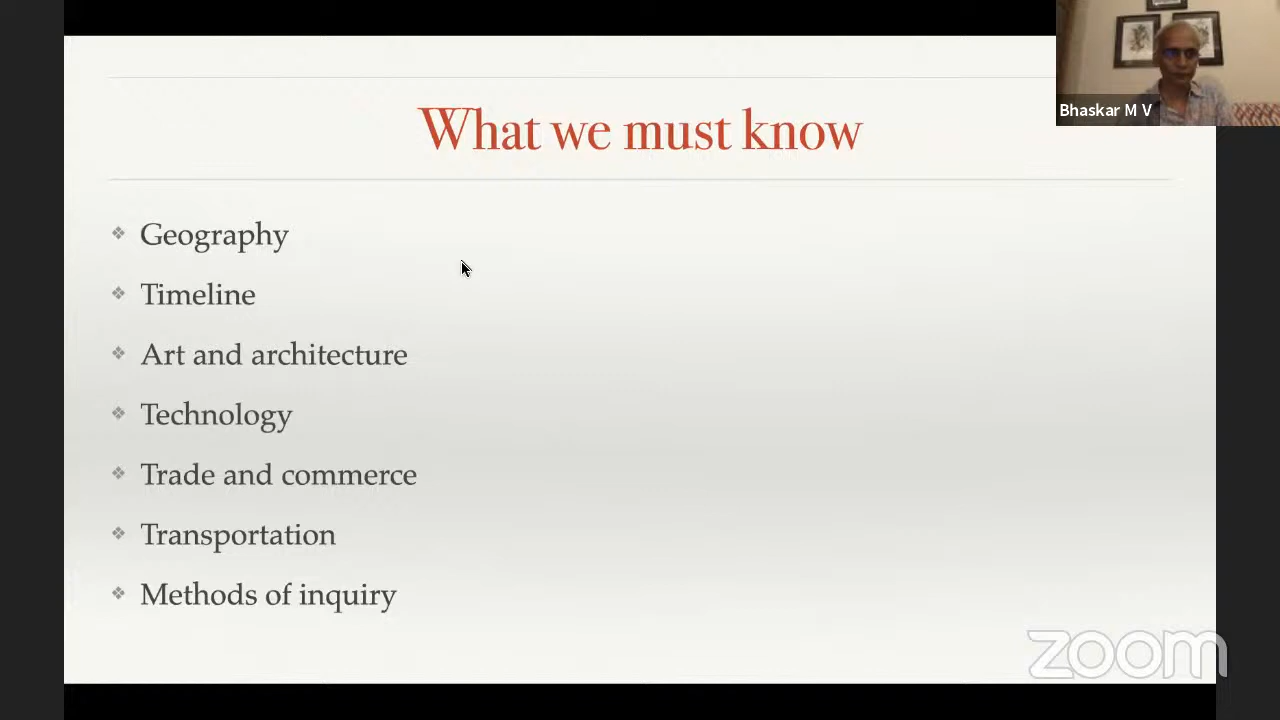 What we must know
Bhaskar M V
Geography
Timeline
Art and architecture
Technology
Trade and commerce
Transportation
Methods of inquiry
zoom